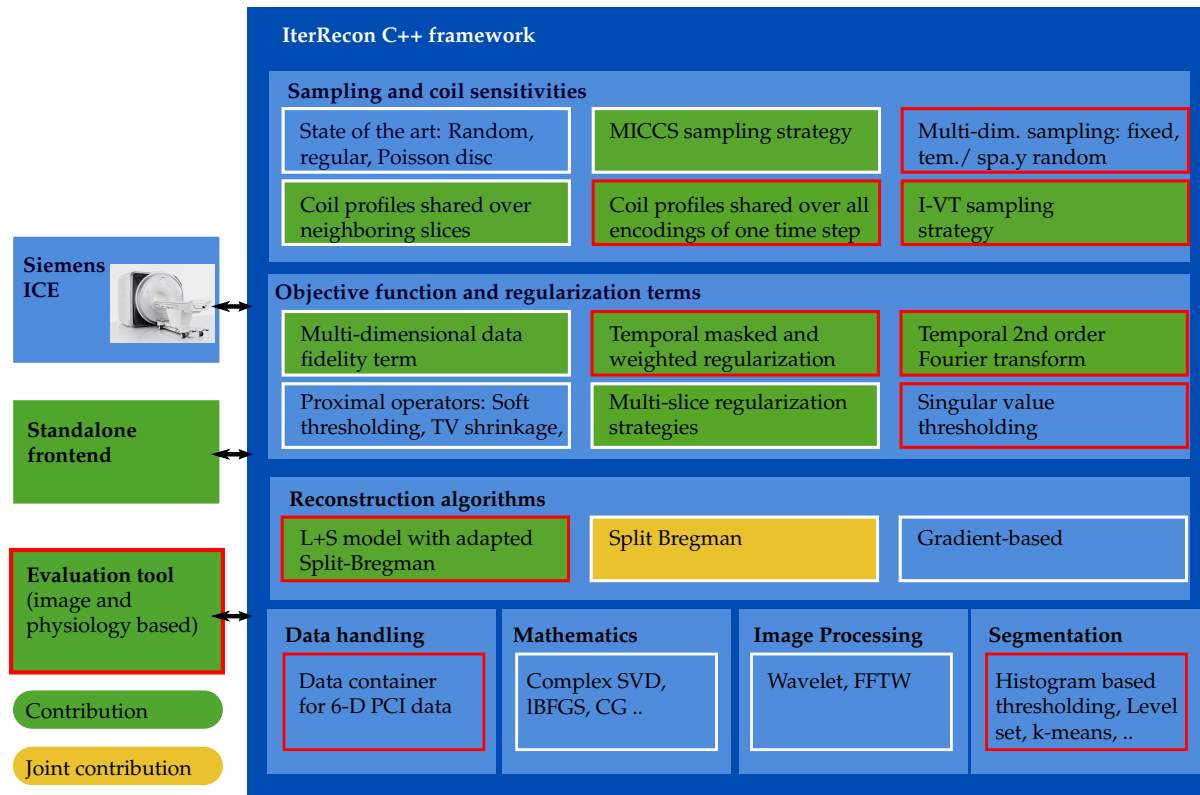 IterRecon C++ framework
Sampling and coil sensitivities
State of the art: Random,
regular, Poisson disc
MICCS sampling strategy
Multi-dim. sampling: fixed,
tem./ spa.y random
Coil profiles shared over
neighboring slices
Coil profiles shared over all
encodings of one time step
I-VT sampling
strategy
Siemens
ICE
Objective function and regularization terms
Multi-dimensional data
fidelity term
Temporal masked and
weighted regularization
Temporal 2nd order
Fourier transform
Proximal operators: Soft
thresholding, TV shrinkage,
Multi-slice regularization
strategies
Singular value
thresholding
Standalone
frontend
Reconstruction algorithms
L+S model with adapted
Split-Bregman
Split Bregman
Gradient-based
Evaluation tool
(image and
physiology based)
Data handling
Data container
for 6-D PCI data
Mathematics
Complex SVD,
lBFGS, CG ..
Image Processing
Wavelet, FFTW
Segmentation
Histogram based
thresholding, Level
set, k-means, ..
Contribution
Joint contribution